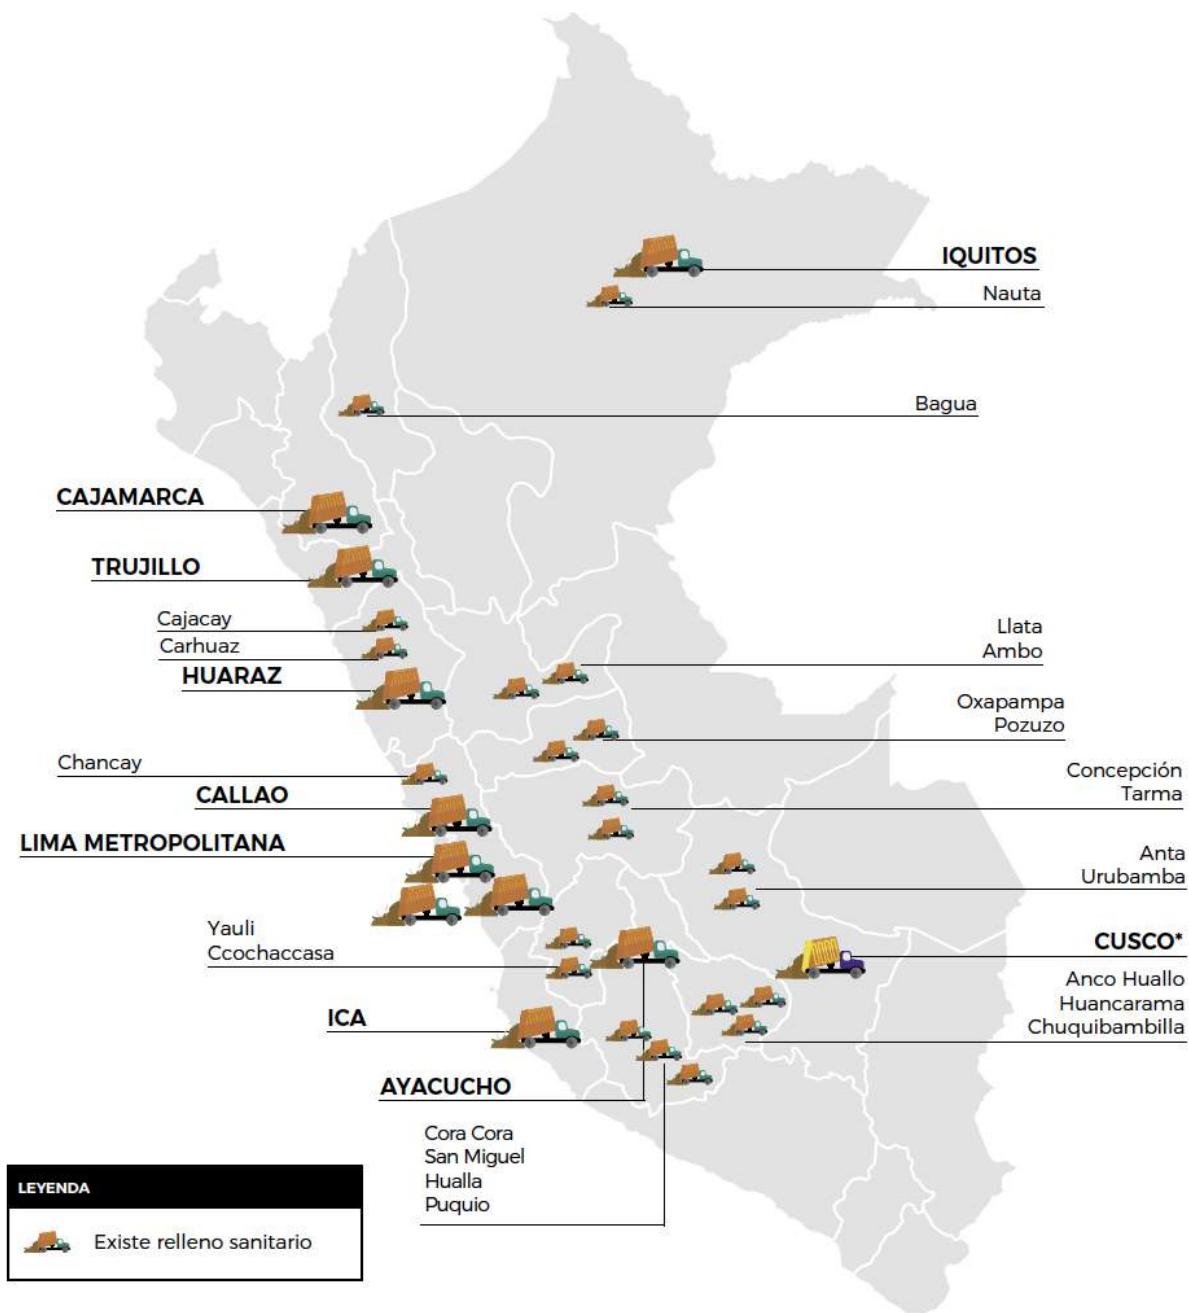 IQUITOS
Nauta
Bagua
CAJAMARCA
TRUJILLO
Cajacay
Carhuaz
HUARAZ
Llata
Ambo
Oxapampa
Pozuzo
Chancay
CALLAO
Concepción
Tarma
LIMA METROPOLITANA
Anta
Urubamba
Yauli
Ccochaccasa
CUSCO*
Anco Huallo
Huancarama
Chuquibambilla
ICA
AYACUCHO
Cora Cora
San Miguel
Hualla
Puquio
LEYENDA
Existe relleno sanitario